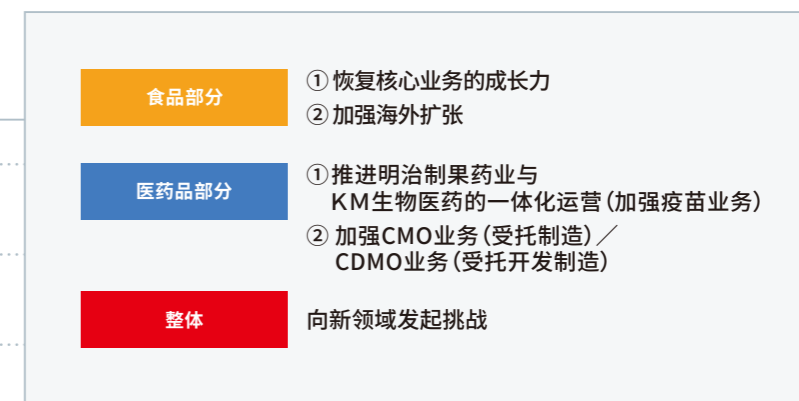 食品部分
① 恢复核心业务的成长力
② 加强海外扩张
医药品部分
①推进明治制果药业与
KM生物医药的一体化运营(加强疫苗业务)
② 加强CMO业务(受托制造)／
CDMO业务(受托开发制造)
整体
向新领域发起挑战